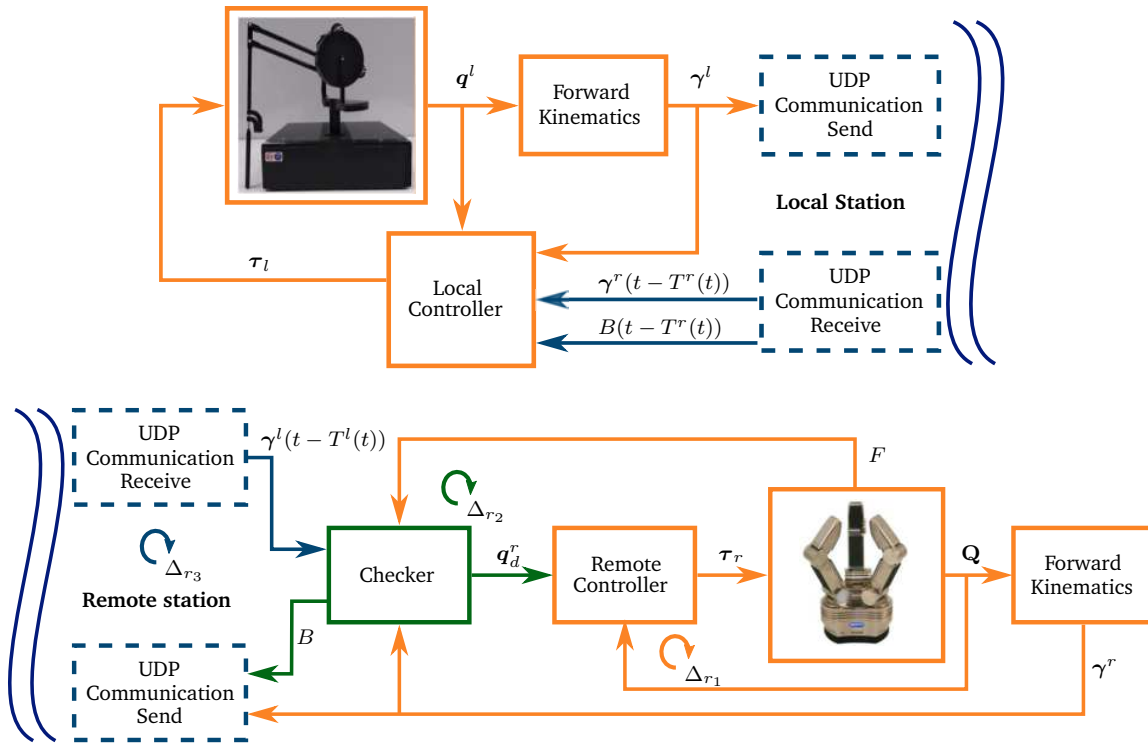 q^l
Forward
Kinematics
γ^l
UDP
Communication
Send
Local Station
τ_l
Local
Controller
γ^r(t − T^r(t))
B(t − T^r(t))
UDP
Communication
Receive
UDP
Communication
Receive
γ^l(t − T^l(t))
F
Δ_{r_2}
Δ_{r_3}
Remote station
Checker
q_d^r
Remote
Controller
τ_r
Q
Forward
Kinematics
B
Δ_{r_1}
γ^r
UDP
Communication
Send